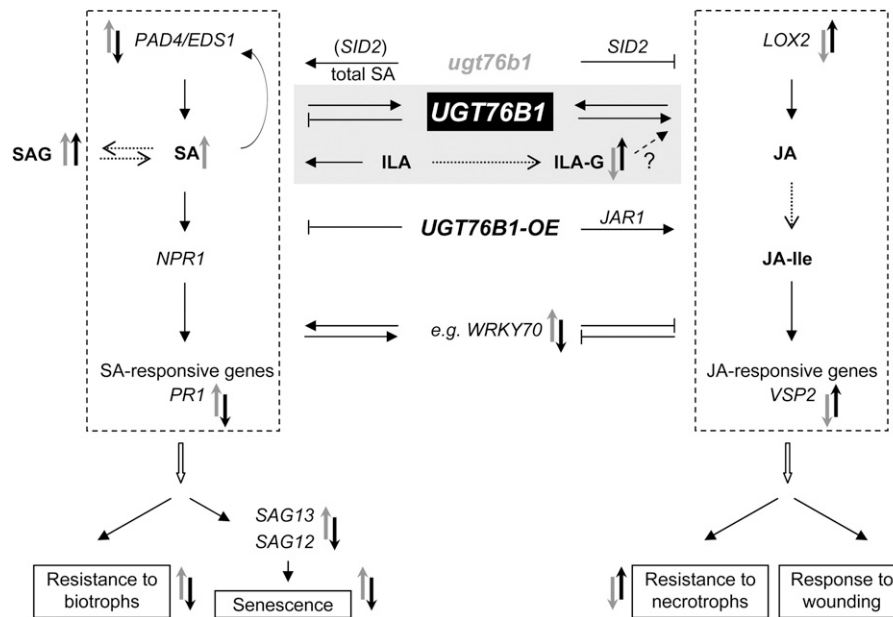 PAD4/EDS1
(SID2)
total SA
ugt76b1
SID2
LOX2
UGT76B1
SAG
SA
ILA
ILA-G
?
JA
UGT76B1-OE
JAR1
NPR1
JA-Ile
e.g. WRKY70
SA-responsive genes
PR1
JA-responsive genes
VSP2
SAG13
SAG12
Resistance to
biotrophs
Senescence
Resistance to
necrotrophs
Response to
wounding